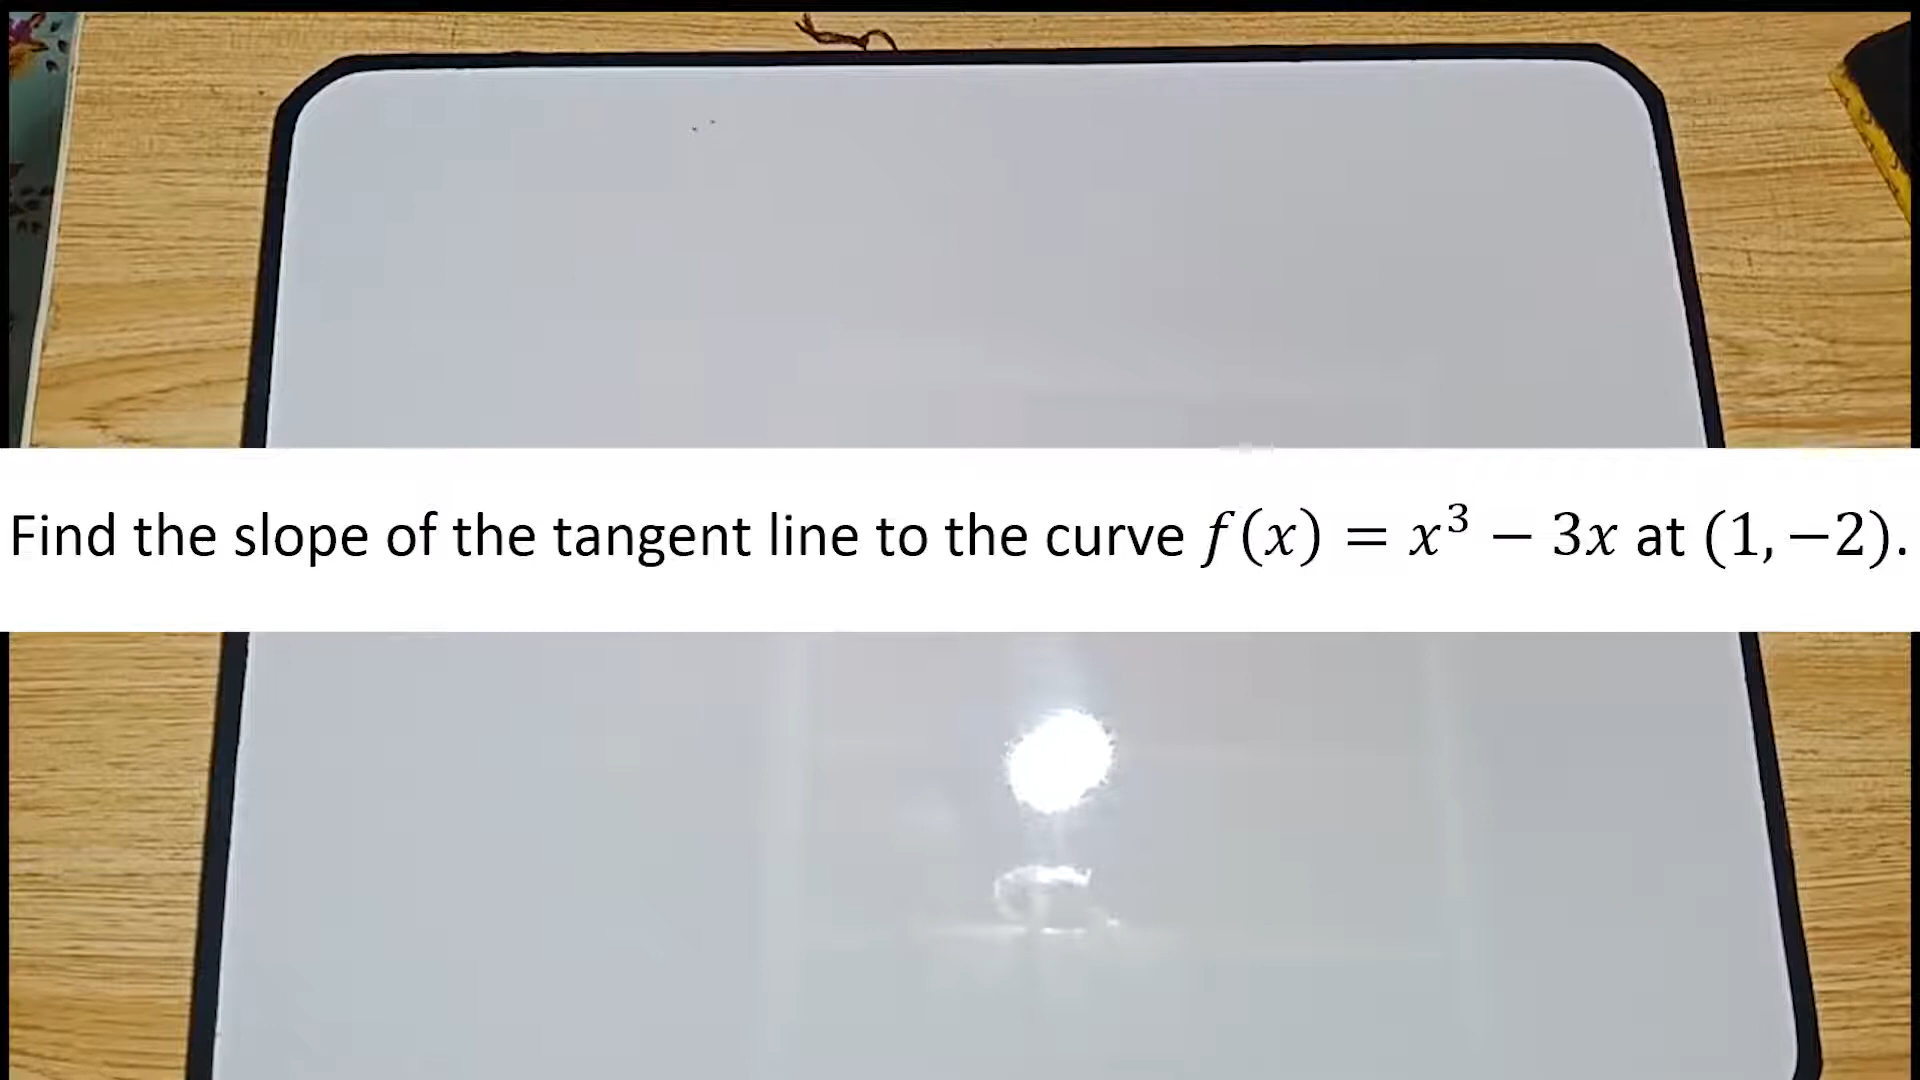 Find the slope of the tangent line to the curve f(x) = x³ − 3x at (1, −2).